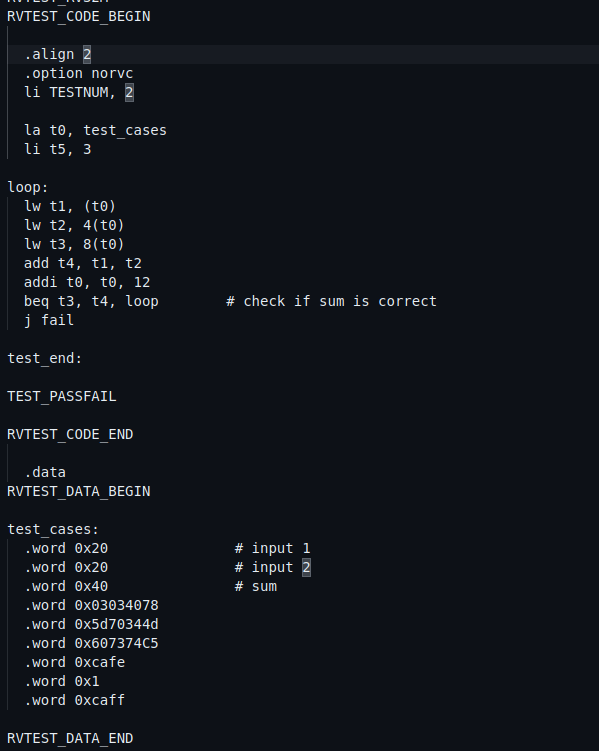 RVTEST_CODE_BEGIN
.align 2
.option norvc
li TESTNUM, 2
la t0, test_cases
li t5, 3
loop:
lw t1, (t0)
lw t2, 4(t0)
lw t3, 8(t0)
add t4, t1, t2
addi t0, t0, 12
beq t3, t4, loop # check if sum is correct
j fail
test_end:
TEST_PASSFAIL
RVTEST_CODE_END
.data
RVTEST_DATA_BEGIN
test_cases:
.word 0x20 # input 1
.word 0x20 # input 2
.word 0x40 # sum
.word 0x03034078
.word 0x5d70344d
.word 0x607374C5
.word 0xcafe
.word 0x1
.word 0xcaff
RVTEST_DATA_END